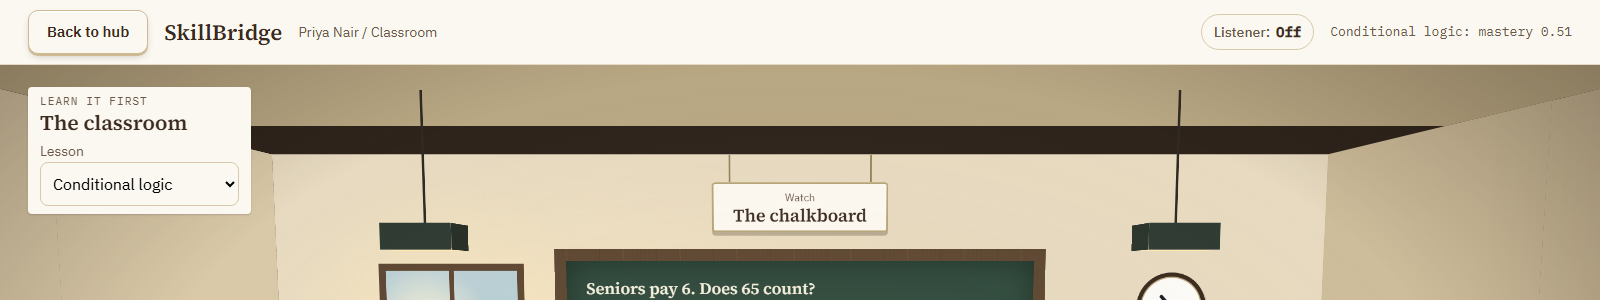 Back to hub
SkillBridge
Priya Nair / Classroom
Listener: Off
Conditional logic: mastery 0.51
LEARN IT FIRST
The classroom
Lesson
Conditional logic
Watch
The chalkboard
Seniors pay 6. Does 65 count?